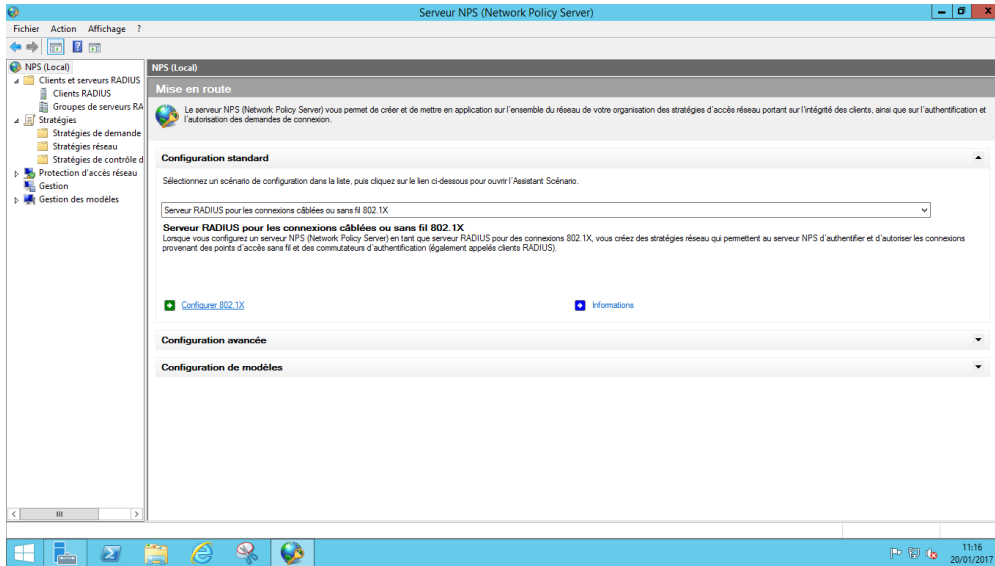 Serveur NPS (Network Policy Server)
Fichier Action Affichage ?
NPS (Local)
Clients et serveurs RADIUS
Clients RADIUS
Groupes de serveurs RA
Stratégies
Stratégies de demande
Stratégies réseau
Stratégies de contrôle d
Protection d'accès réseau
Gestion
Gestion des modèles
NPS (Local)
Mise en route
Le serveur NPS (Network Policy Server) vous permet de créer et de mettre en application sur l'ensemble du réseau de votre organisation des stratégies d'accès réseau portant sur l'intégrité des clients, ainsi que sur l'authentification et
l'autorisation des demandes de connexion.
Configuration standard
Sélectionnez un scénario de configuration dans la liste, puis cliquez sur le lien ci-dessous pour ouvrir l'Assistant Scénario.
Serveur RADIUS pour les connexions câblées ou sans fil 802.1X
Serveur RADIUS pour les connexions câblées ou sans fil 802.1X
Lorsque vous configurez un serveur NPS (Network Policy Server) en tant que serveur RADIUS pour des connexions 802.1X, vous créez des stratégies réseau qui permettent au serveur NPS d'authentifier et d'autoriser les connexions
provenant des points d'accès sans fil et des commutateurs d'authentification (également appelés clients RADIUS).
Configurer 802.1X
Informations
Configuration avancée
Configuration de modèles
11:16
20/01/2017